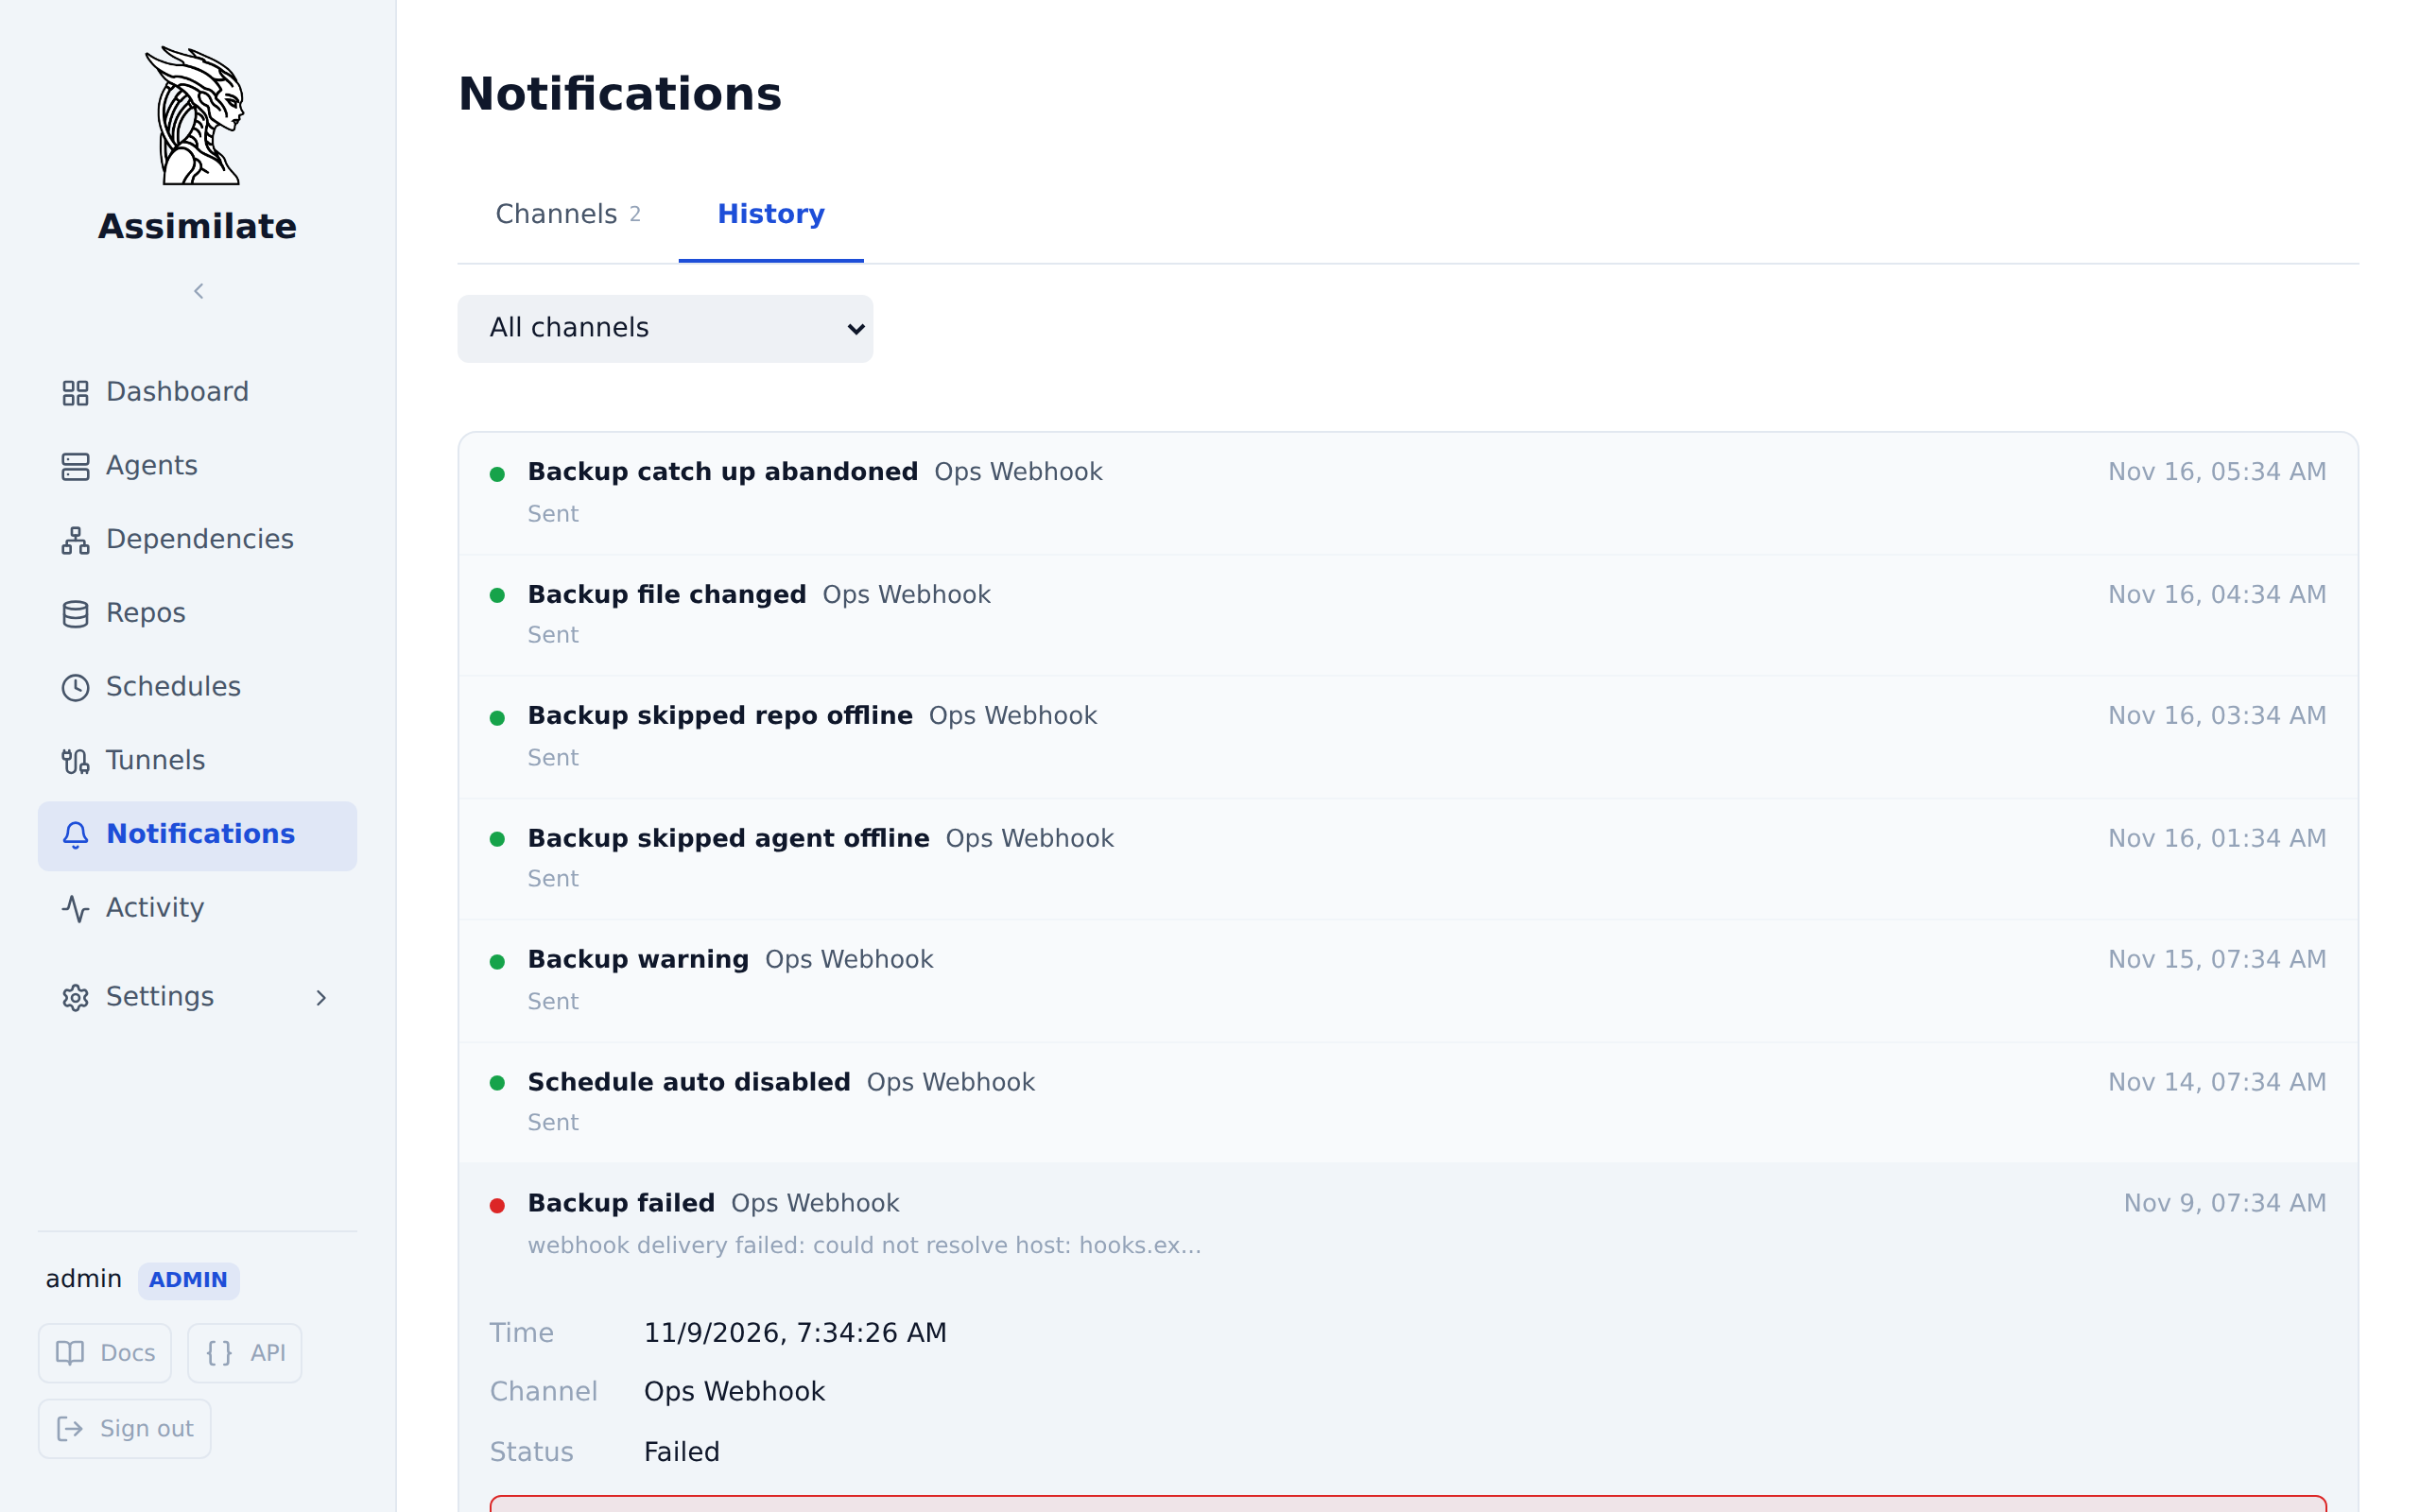 Assimilate
Dashboard
Agents
Dependencies
Repos
Schedules
Tunnels
Notifications
Activity
Settings
admin ADMIN
Docs API
Sign out
Notifications
Channels 2 History
All channels
Backup catch up abandoned Ops Webhook Nov 16, 05:34 AM
Sent
Backup file changed Ops Webhook Nov 16, 04:34 AM
Sent
Backup skipped repo offline Ops Webhook Nov 16, 03:34 AM
Sent
Backup skipped agent offline Ops Webhook Nov 16, 01:34 AM
Sent
Backup warning Ops Webhook Nov 15, 07:34 AM
Sent
Schedule auto disabled Ops Webhook Nov 14, 07:34 AM
Sent
Backup failed Ops Webhook Nov 9, 07:34 AM
webhook delivery failed: could not resolve host: hooks.ex...
Time 11/9/2026, 7:34:26 AM
Channel Ops Webhook
Status Failed